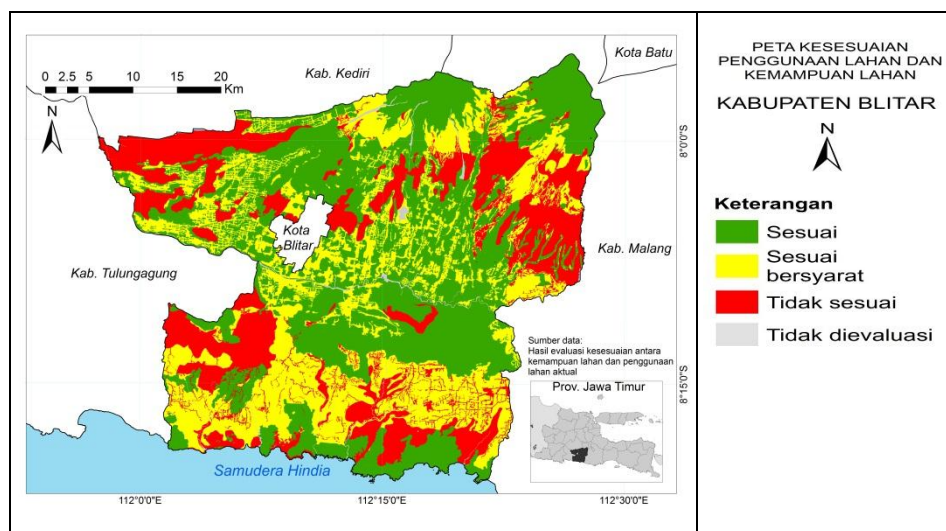 Kota Batu
Kab. Kediri
0 2.5 5 10 15 20
Km
N
8°0'0"S
Kota
Blitar
Kab. Malang
Kab. Tulungagung
Sumber data:
Hasil evaluasi kesesuaian antara
kemampuan lahan dan penggunaan
lahan aktual
8°15'0"S
Prov. Jawa Timur
Samudera Hindia
112°0'0"E
112°15'0"E
112°30'0"E
PETA KESESUAIAN
PENGGUNAAN LAHAN DAN
KEMAMPUAN LAHAN
KABUPATEN BLITAR
N
Keterangan
Sesuai
Sesuai
bersyarat
Tidak sesuai
Tidak dievaluasi